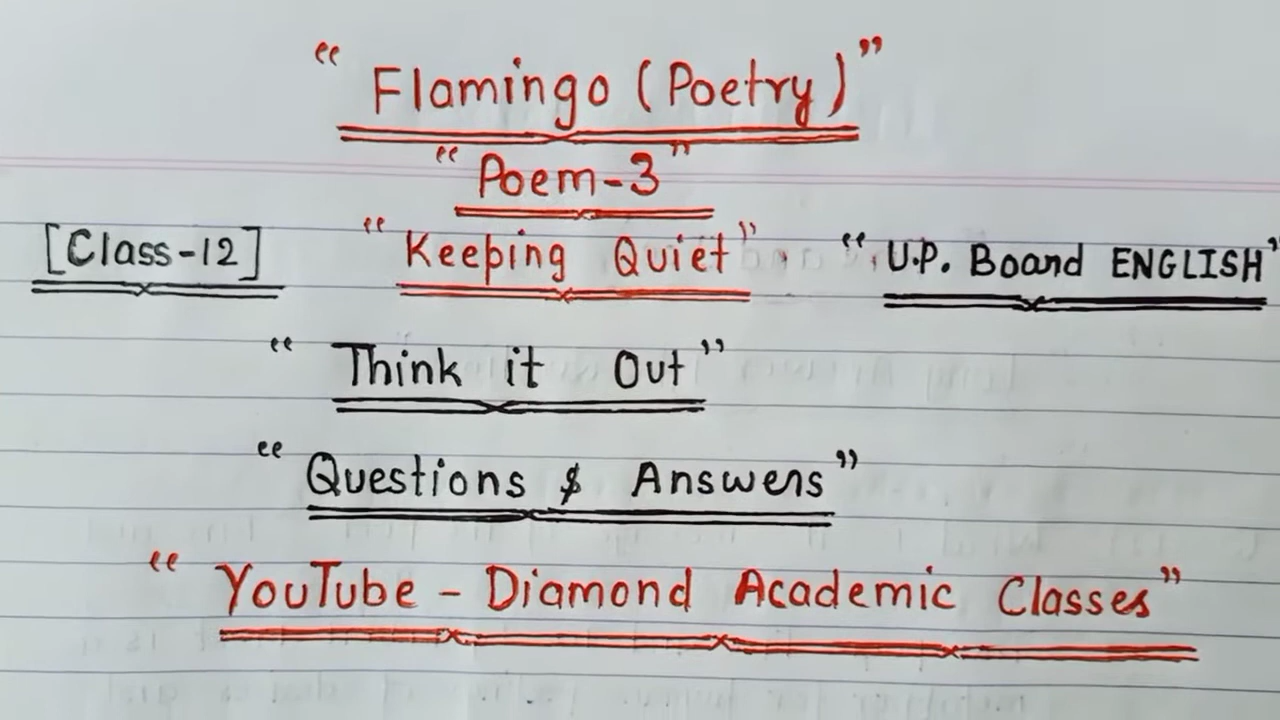 “ Flamingo (Poetry) ”
“ Poem-3 ”
[Class-12] “ Keeping Quiet ” “ U.P. Board ENGLISH ”
“ Think it Out ”
“ Questions & Answers ”
“ YouTube - Diamond Academic Classes ”